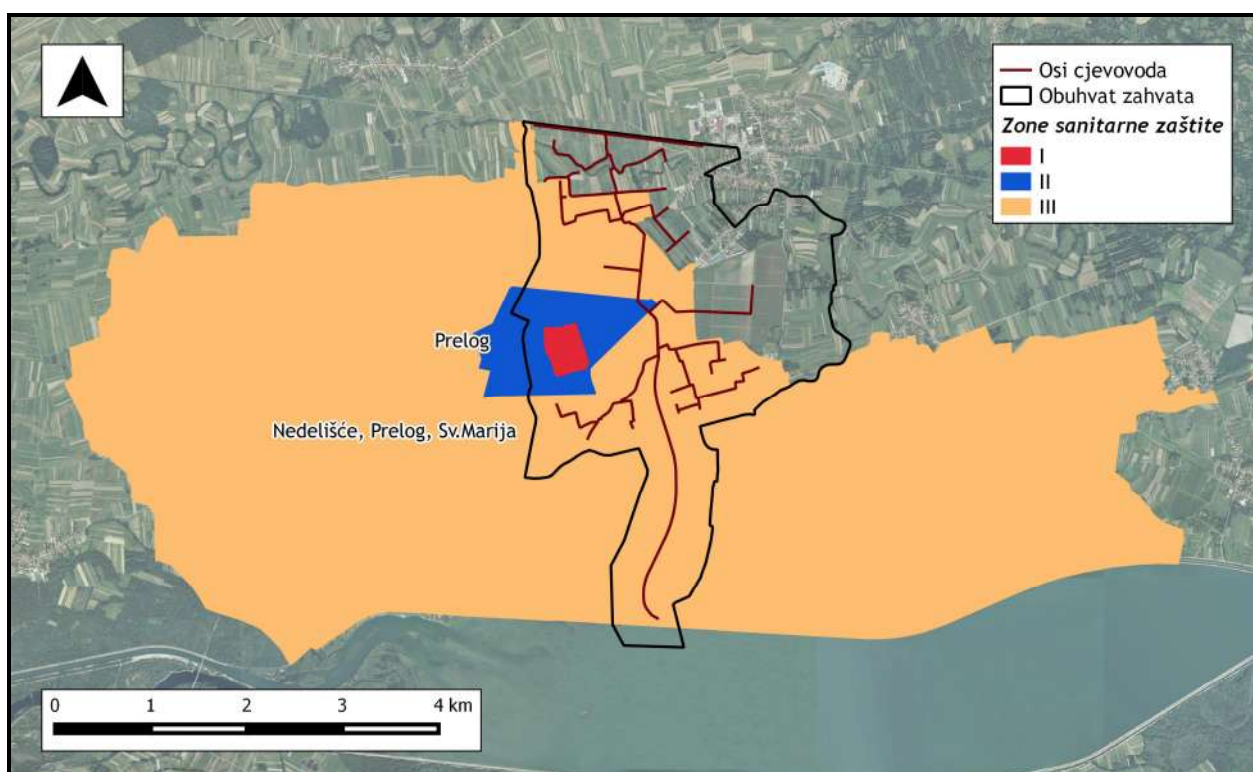 Osi cjevovoda
Obuhvat zahvata
Zone sanitarne zaštite
I
II
III
Prelog
Nedelišće, Prelog, Sv.Marija
0 1 2 3 4 km